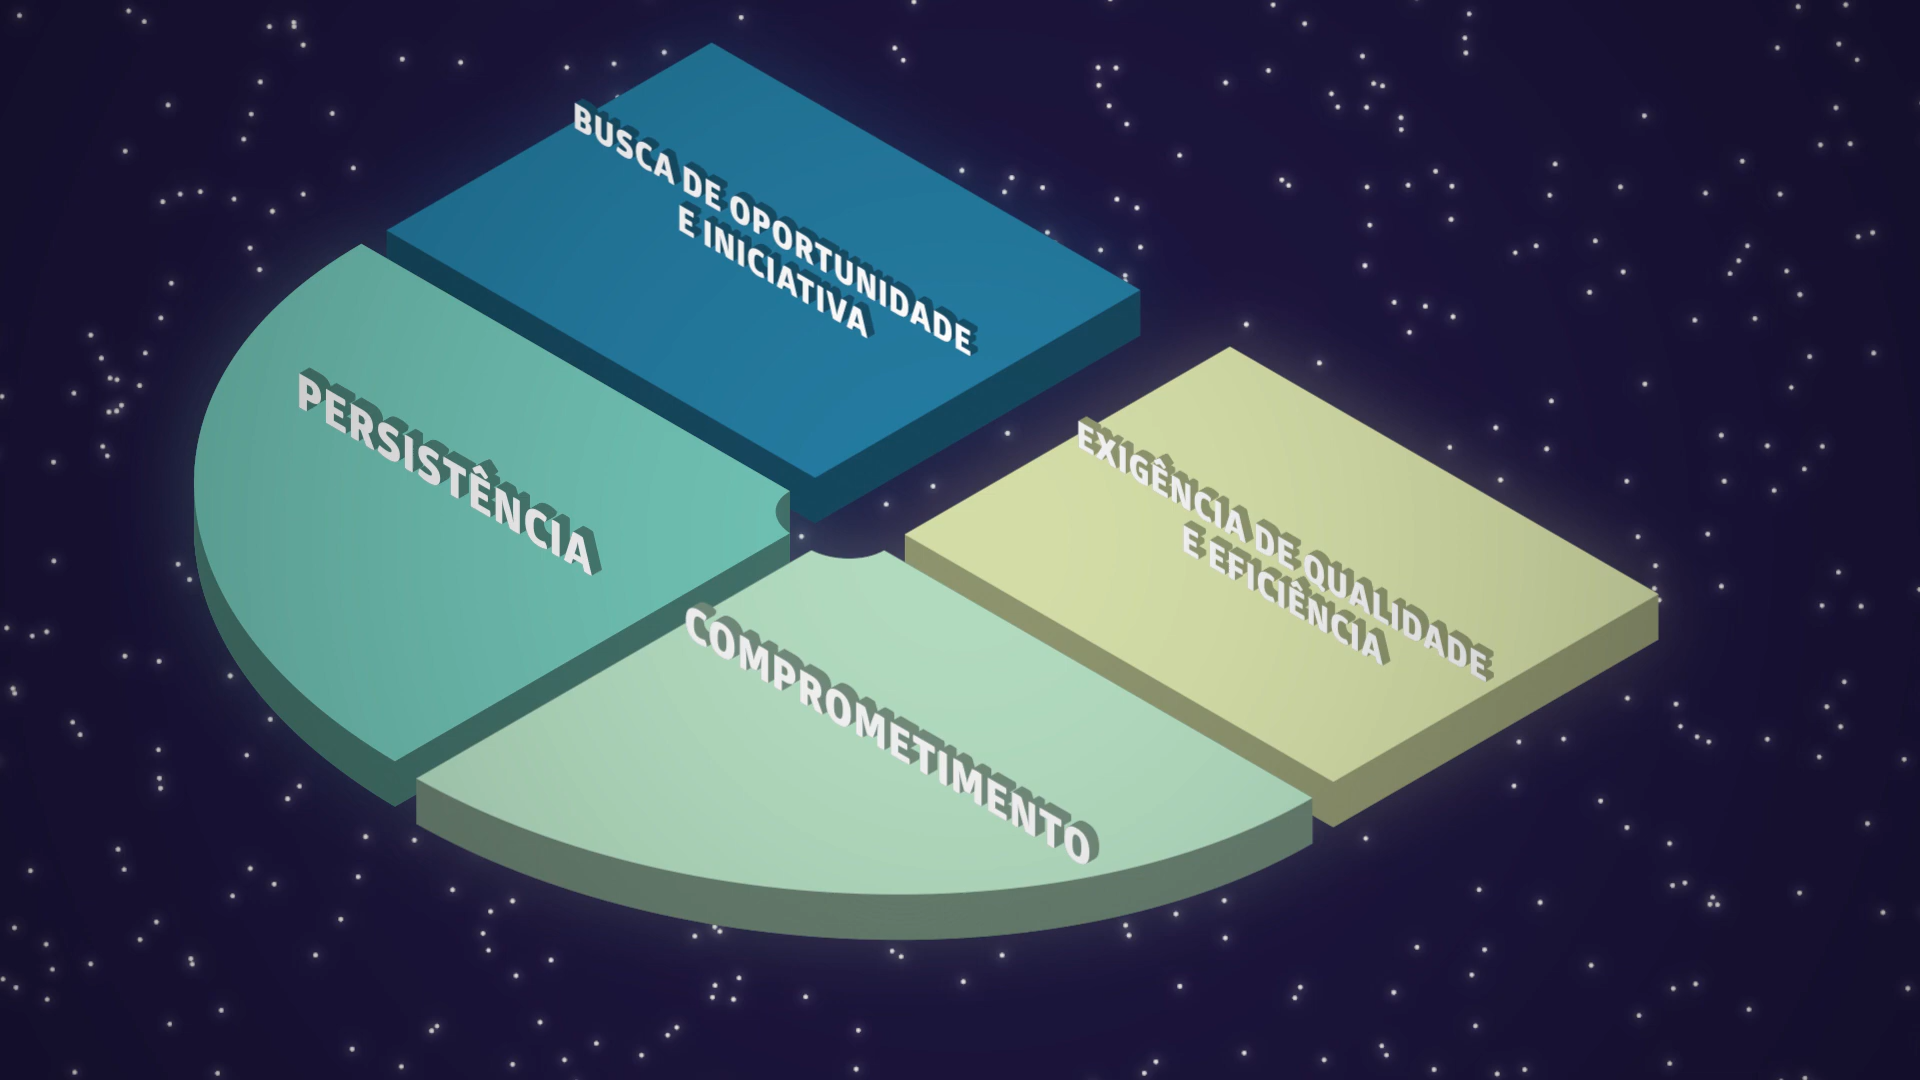 BUSCA DE OPORTUNIDADE
E INICIATIVA
PERSISTÊNCIA
EXIGÊNCIA DE QUALIDADE
E EFICIÊNCIA
COMPROMETIMENTO